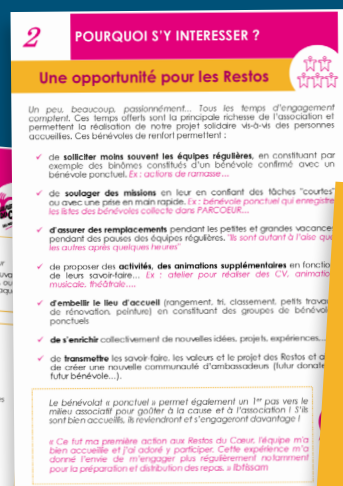 2 POURQUOI S'Y INTERESSER ?
Une opportunité pour les Restos
Un peu, beaucoup, passionnément... Tous les temps d'engagement
comptent. Ces temps offerts sont la principale richesse de l'association et
permettent la réalisation de notre projet solidaire vis-à-vis des personnes
accueillies. Ces bénévoles de renfort permettent :
✓ de solliciter moins souvent les équipes régulières, en constituant par
exemple des binômes constitués d'un bénévole confirmé avec un
bénévole ponctuel. Ex : actions de ramasse...
✓ de soulager des missions en leur en confiant des tâches "courtes"
ou avec une prise en main rapide. Ex : bénévole ponctuel qui enregistre
les listes des bénévoles collecte dans PARCOEUR...
✓ d'assurer des remplacements pendant les petites et grandes vacances
pendant des pauses des équipes régulières. "Ils sont autant à l'aise que
les autres après quelques heures"
✓ de proposer des activités, des animations supplémentaires en fonction
de leurs savoir-faire... Ex : atelier pour réaliser des CV, animation
musicale, théâtrale....
✓ d'embellir le lieu d'accueil (rangement, tri, classement, petits travau
de rénovation, peinture) en constituant des groupes de bénévol
ponctuels
✓ de s'enrichir collectivement de nouvelles idées, projets, expériences,...
✓ de transmettre les savoir-faire, les valeurs et le projet des Restos et a
de créer une nouvelle communauté d'ambassadeurs (futur donate
futur bénévole...).
Le bénévolat « ponctuel » permet également un 1er pas vers le
milieu associatif pour goûter à la cause et à l'association ! S'ils
sont bien accueillis, ils reviendront et s'engageront davantage !
« Ce fut ma première action aux Restos du Cœur, l'équipe m'a
bien accueillie et j'ai adoré y participer. Cette expérience m'a
donné l'envie de m'engager plus régulièrement notamment
pour la préparation et distribution des repas. » Ibtissam